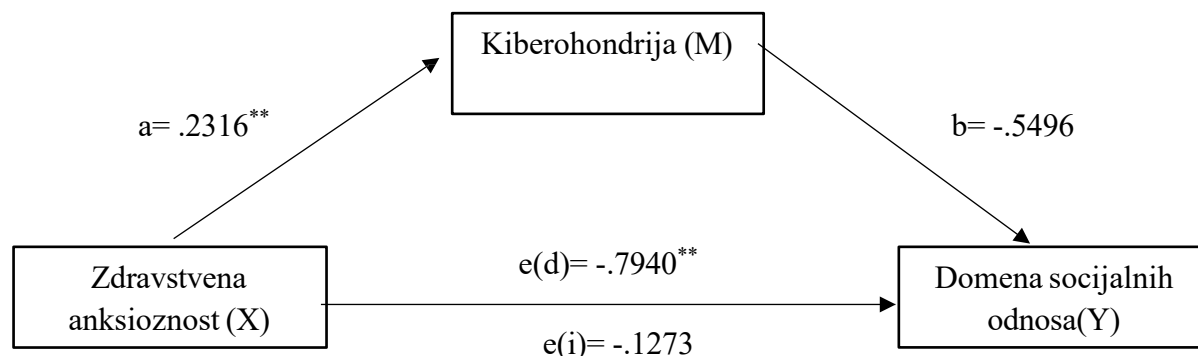 Kiberohondrija (M)
a= .2316**
b= -.5496
Zdravstvena
anksioznost (X)
e(d)= -.7940**
e(i)= -.1273
Domena socijalnih
odnosa(Y)